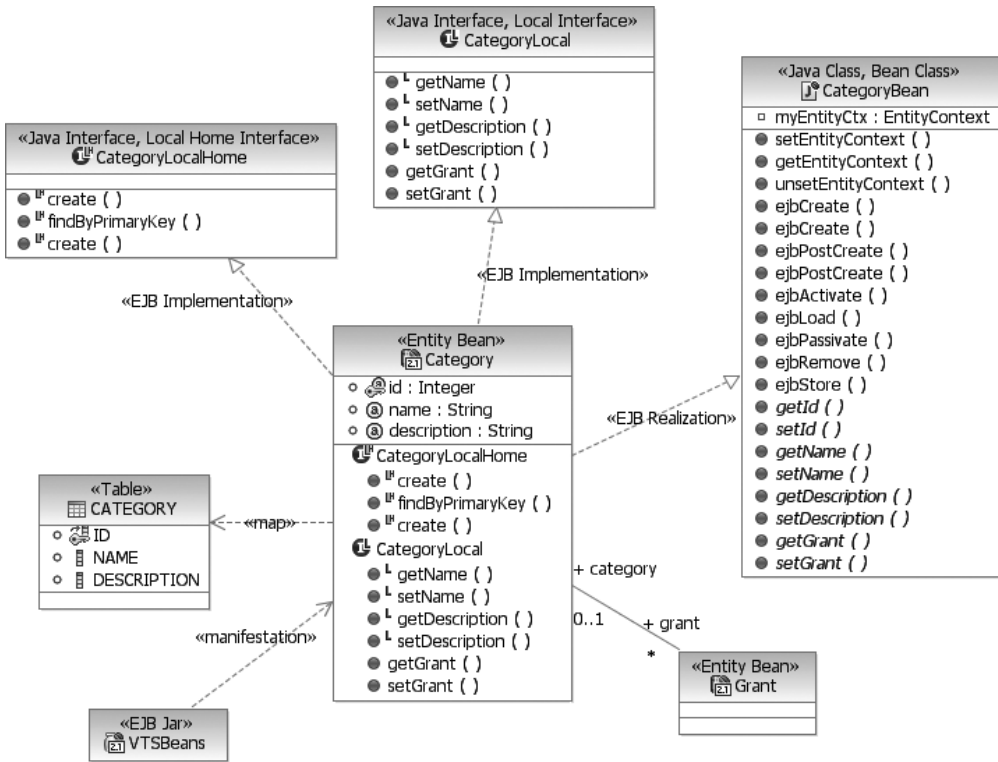 «Java Interface, Local Interface»
CategoryLocal
getName ( )
setName ( )
getDescription ( )
setDescription ( )
getGrant ( )
setGrant ( )
«Java Class, Bean Class»
CategoryBean
myEntityCtx : EntityContext
setEntityContext ( )
getEntityContext ( )
unsetEntityContext ( )
ejbCreate ( )
ejbCreate ( )
ejbPostCreate ( )
ejbPostCreate ( )
ejbActivate ( )
ejbLoad ( )
ejbPassivate ( )
ejbRemove ( )
ejbStore ( )
getId ( )
setId ( )
getName ( )
setName ( )
getDescription ( )
setDescription ( )
getGrant ( )
setGrant ( )
«Java Interface, Local Home Interface»
CategoryLocalHome
create ( )
findByPrimaryKey ( )
create ( )
«EJB Implementation»
«EJB Implementation»
«Entity Bean»
Category
id : Integer
name : String
description : String
CategoryLocalHome
create ( )
findByPrimaryKey ( )
create ( )
CategoryLocal
getName ( )
setName ( )
getDescription ( )
setDescription ( )
getGrant ( )
setGrant ( )
«EJB Realization»
«Table»
CATEGORY
ID
NAME
DESCRIPTION
«map»
«manifestation»
«EJB Jar»
VTSBeans
+ category
0..1
+ grant
*
«Entity Bean»
Grant